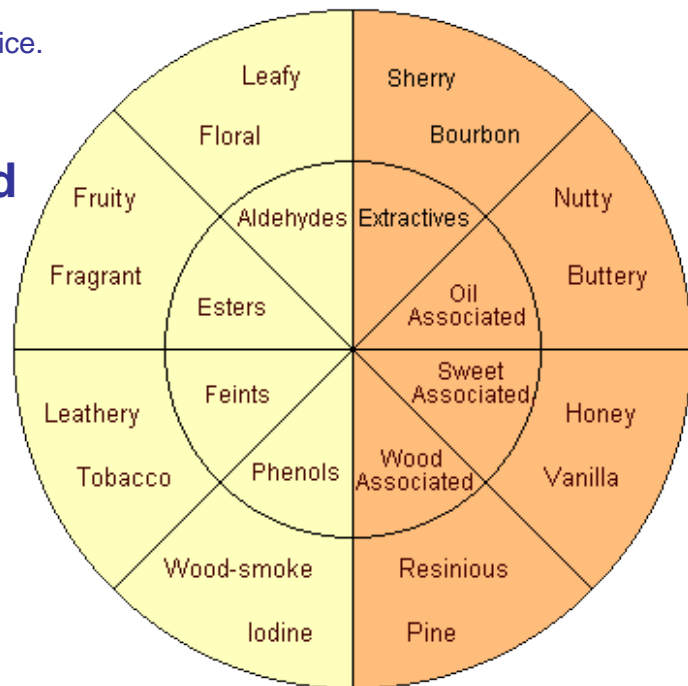 ice.
d
Leafy
Floral
Sherry
Bourbon
Fruity
Fragrant
Aldehydes
Extractives
Nutty
Buttery
Esters
Oil
Associated
Feints
Sweet
Associated
Leathery
Tobacco
Honey
Vanilla
Phenols
Wood
Associated
Wood-smoke
Iodine
Resinious
Pine